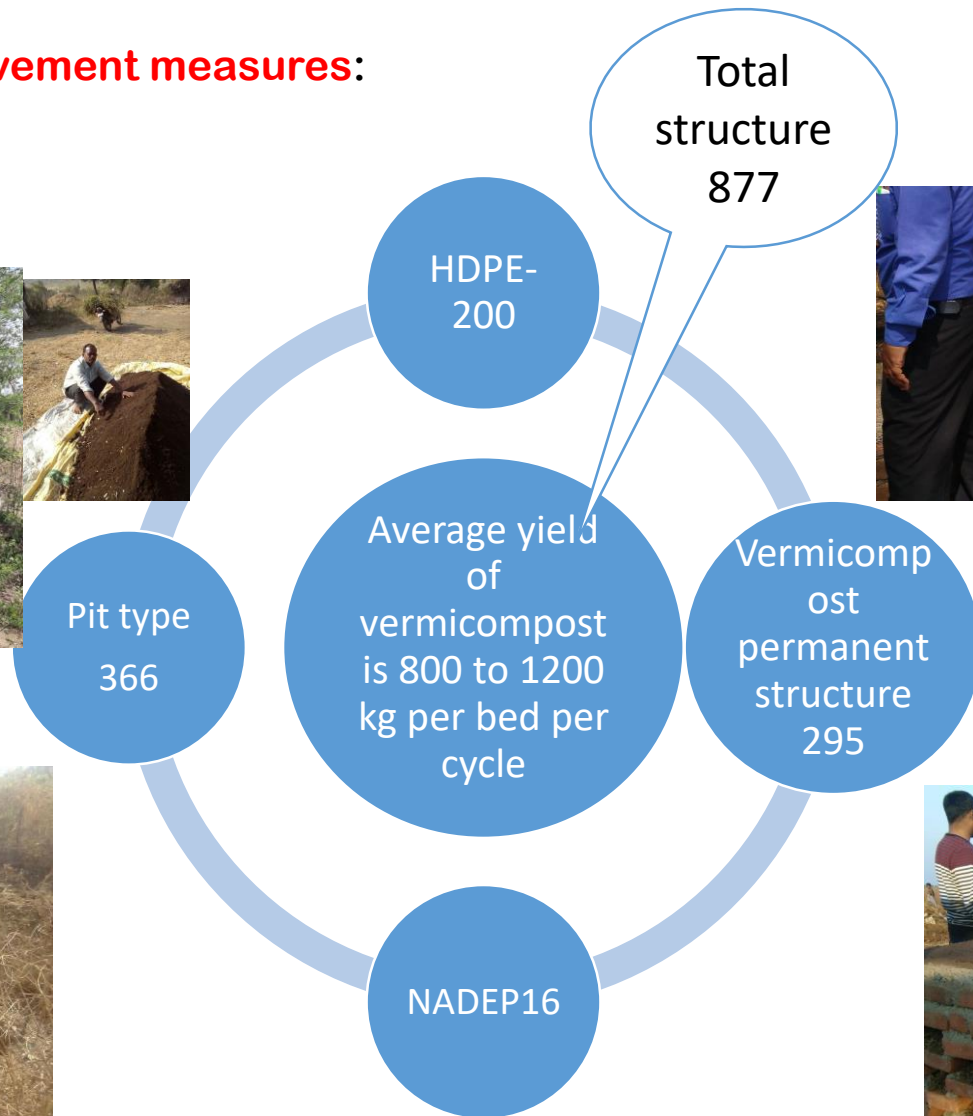 vement measures:
Total
structure
877
HDPE-
200
Average yield
of
vermicompost
is 800 to 1200
kg per bed per
cycle
Vermicomp
ost
permanent
structure
295
Pit type
366
NADEP16